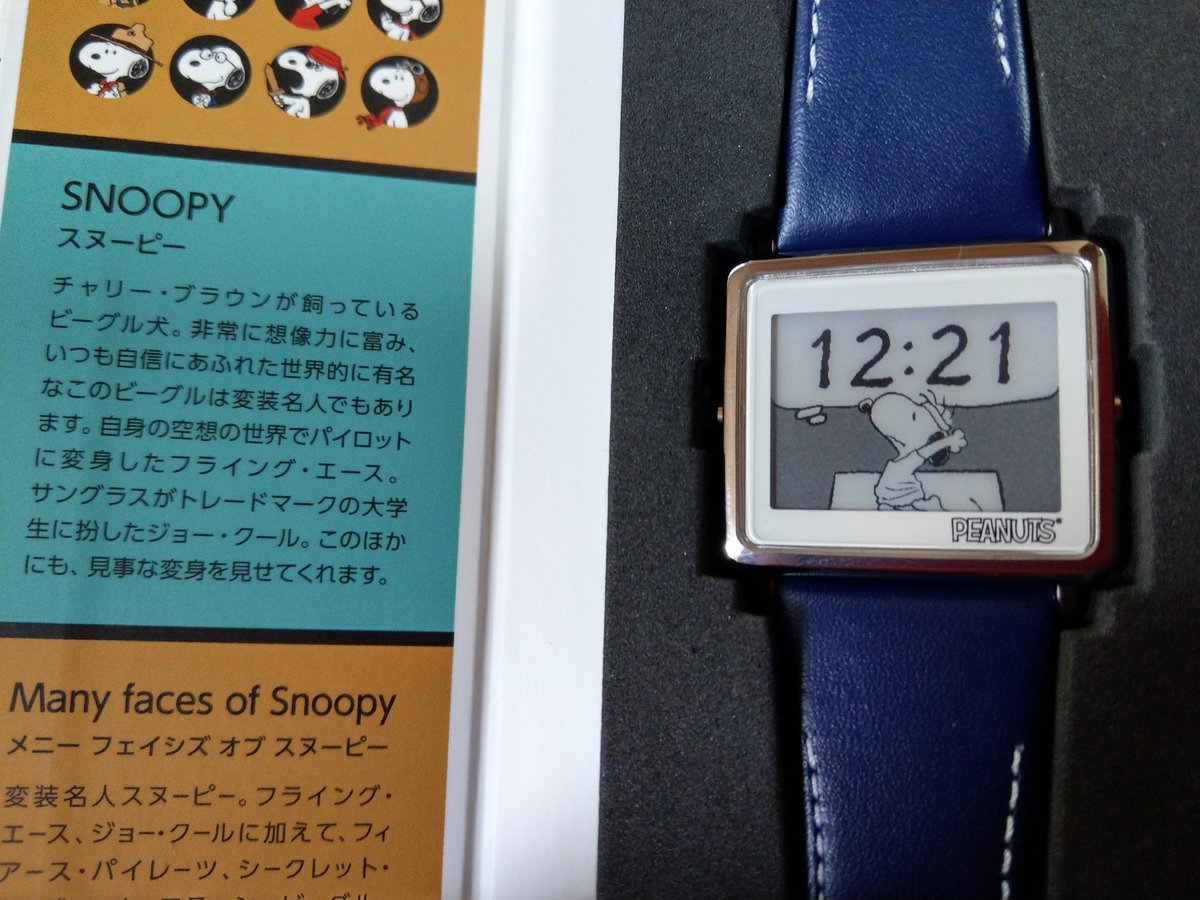 SNOOPY
スヌーピー
チャリー・ブラウンが飼っている
ビーグル犬。非常に想像力に富み、
いつも自信にあふれた世界的に有名
なこのビーグルは変装名人でもあり
ます。自身の空想の世界でパイロット
に変身したフライング・エース。
サングラスがトレードマークの大学
生に扮したジョー・クール。このほか
にも、見事な変身を見せてくれます。
Many faces of Snoopy
メニー フェイシズ オブ スヌーピー
変装名人スヌーピー。フライング・
エース、ジョー・クールに加えて、フィ
アース・パイレーツ、シークレット・
12:21
PEANUTS